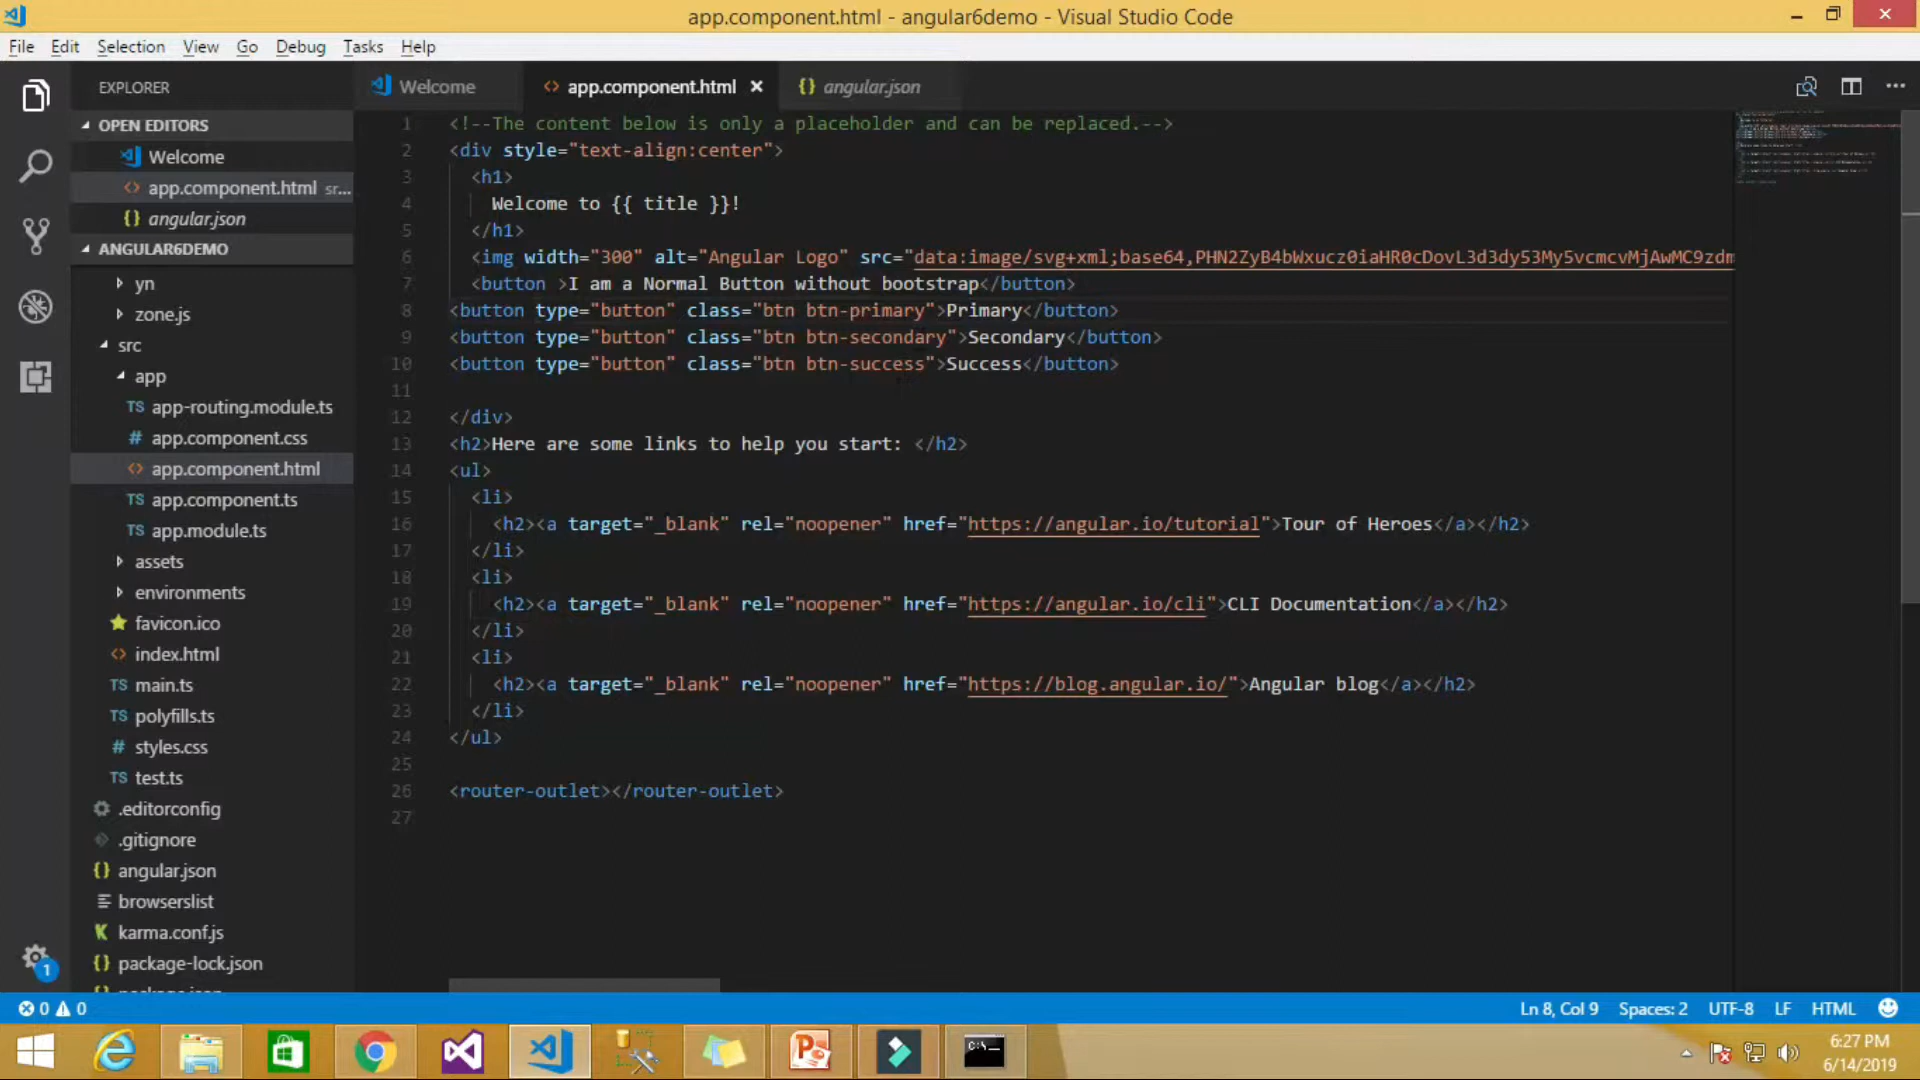 app.component.html - angular6demo - Visual Studio Code
File Edit Selection View Go Debug Tasks Help
EXPLORER
OPEN EDITORS
Welcome
app.component.html sr...
angular.json
ANGULAR6DEMO
yn
zone.js
src
app
TS app-routing.module.ts
# app.component.css
<> app.component.html
TS app.component.ts
TS app.module.ts
assets
environments
favicon.ico
<> index.html
TS main.ts
TS polyfills.ts
# styles.css
TS test.ts
.editorconfig
.gitignore
{} angular.json
browserslist
karma.conf.js
{} package-lock.json
1
Welcome
<> app.component.html ×
{} angular.json
1 <!--The content below is only a placeholder and can be replaced.-->
2 <div style="text-align:center">
3 <h1>
4 Welcome to {{ title }}!
5 </h1>
6 <img width="300" alt="Angular Logo" src="data:image/svg+xml;base64,PHN2ZyB4bWxucz0iaHR0cDovL3d3dy53My5vcmcvMjAwMC9zdm
7 <button >I am a Normal Button without bootstrap</button>
8 <button type="button" class="btn btn-primary">Primary</button>
9 <button type="button" class="btn btn-secondary">Secondary</button>
10 <button type="button" class="btn btn-success">Success</button>
11
12 </div>
13 <h2>Here are some links to help you start: </h2>
14 <ul>
15 <li>
16 <h2><a target="_blank" rel="noopener" href="https://angular.io/tutorial">Tour of Heroes</a></h2>
17 </li>
18 <li>
19 <h2><a target="_blank" rel="noopener" href="https://angular.io/cli">CLI Documentation</a></h2>
20 </li>
21 <li>
22 <h2><a target="_blank" rel="noopener" href="https://blog.angular.io/">Angular blog</a></h2>
23 </li>
24 </ul>
25
26 <router-outlet></router-outlet>
27
0 0
Ln 8, Col 9 Spaces: 2 UTF-8 LF HTML
6:27 PM
6/14/2019